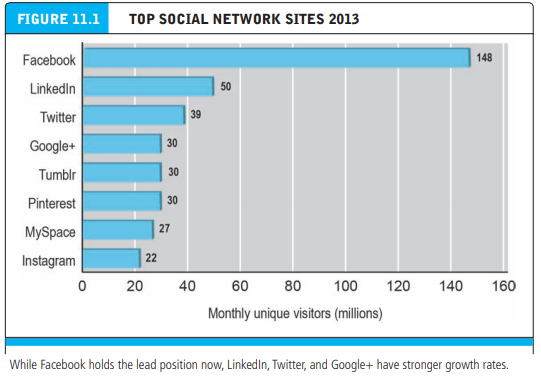 FIGURE 11.1 TOP SOCIAL NETWORK SITES 2013
Facebook 148
LinkedIn 50
Twitter 39
Google+ 30
Tumblr 30
Pinterest 30
MySpace 27
Instagram 22
0 20 40 60 80 100 120 140 160
Monthly unique visitors (millions)
While Facebook holds the lead position now, LinkedIn, Twitter, and Google+ have stronger growth rates.